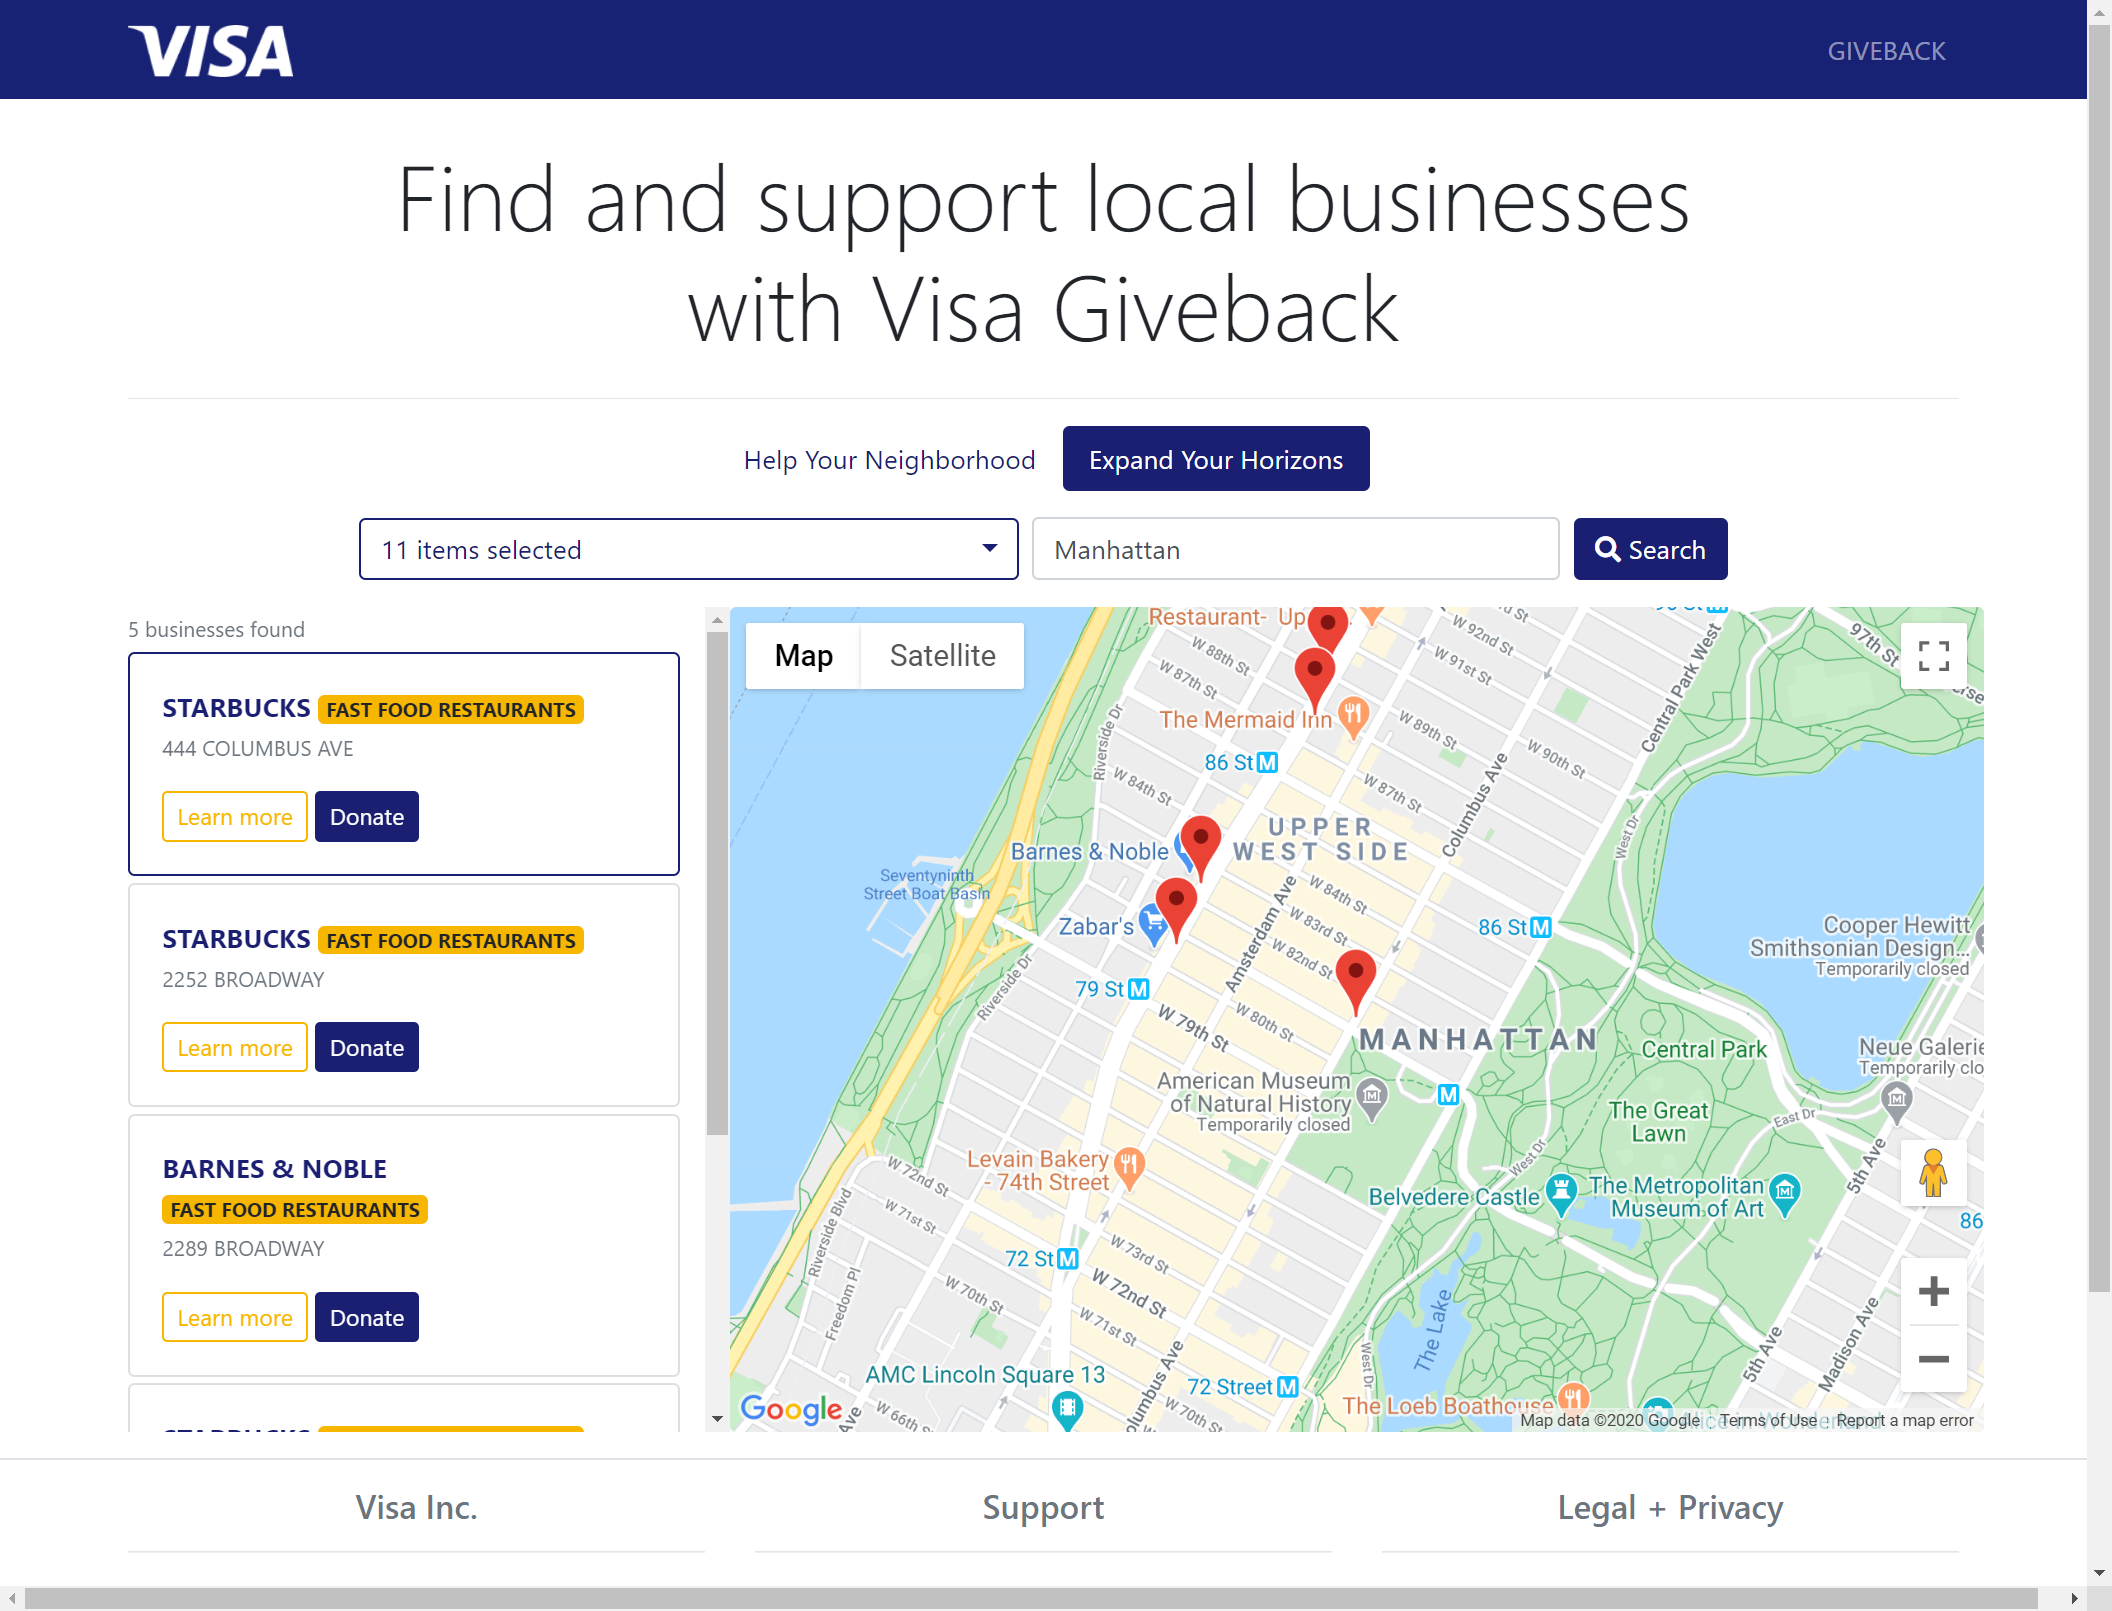 VISA
GIVEBACK
Find and support local businesses
with Visa Giveback
Help Your Neighborhood
Expand Your Horizons
11 items selected
Manhattan
Search
5 businesses found
STARBUCKS FAST FOOD RESTAURANTS
444 COLUMBUS AVE
Learn more
Donate
STARBUCKS FAST FOOD RESTAURANTS
2252 BROADWAY
Learn more
Donate
BARNES & NOBLE
FAST FOOD RESTAURANTS
2289 BROADWAY
Learn more
Donate
Map
Satellite
Restaurant- Up
W 92nd St
W 91st St
W 88th St
W 87th St
97th St
Central Park West
Riverside Dr
The Mermaid Inn
W 89th St
W 90th St
86 St M
W 84th St
W 87th St
Columbus Ave
UPPER
WEST SIDE
West Dr
Barnes & Noble
Seventyninth
Street Boat Basin
Amsterdam Ave
W 84th St
W 83rd St
W 82nd St
Zabar's
86 St M
Cooper Hewitt
Smithsonian Design...
Temporarily closed
Riverside Dr
79 St M
W 79th St
W 80th St
MANHATTAN
Central Park
Neue Galerie
Temporarily clo
American Museum
of Natural History
Temporarily closed
M
The Great
Lawn
East Dr
Levain Bakery
- 74th Street
W 72nd St
West Dr
5th Ave
Belvedere Castle
The Metropolitan
Museum of Art
86
W 71st St
Riverside Blvd
72 St M
W 73rd St
W 72nd St
W 70th St
Freedom Pl
W 71st St
The Lake
Madison Ave
5th Ave
West Dr
AMC Lincoln Square 13
72 Street M
W 70th St
W 66th St
The Loeb Boathouse
Google
Map data ©2020 Google
Terms of Use
Report a map error
Visa Inc.
Support
Legal + Privacy